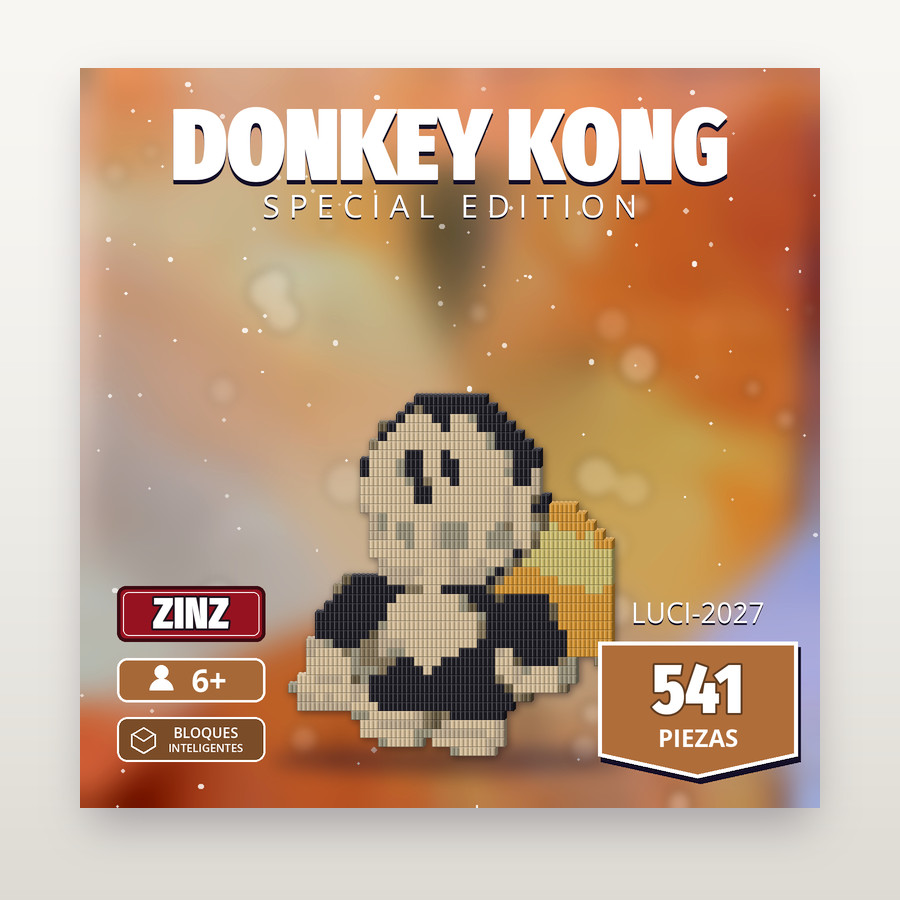 DONKEY KONG
SPECIAL EDITION
ZINZ
6+
BLOQUES
INTELIGENTES
LUCI-2027
541
PIEZAS